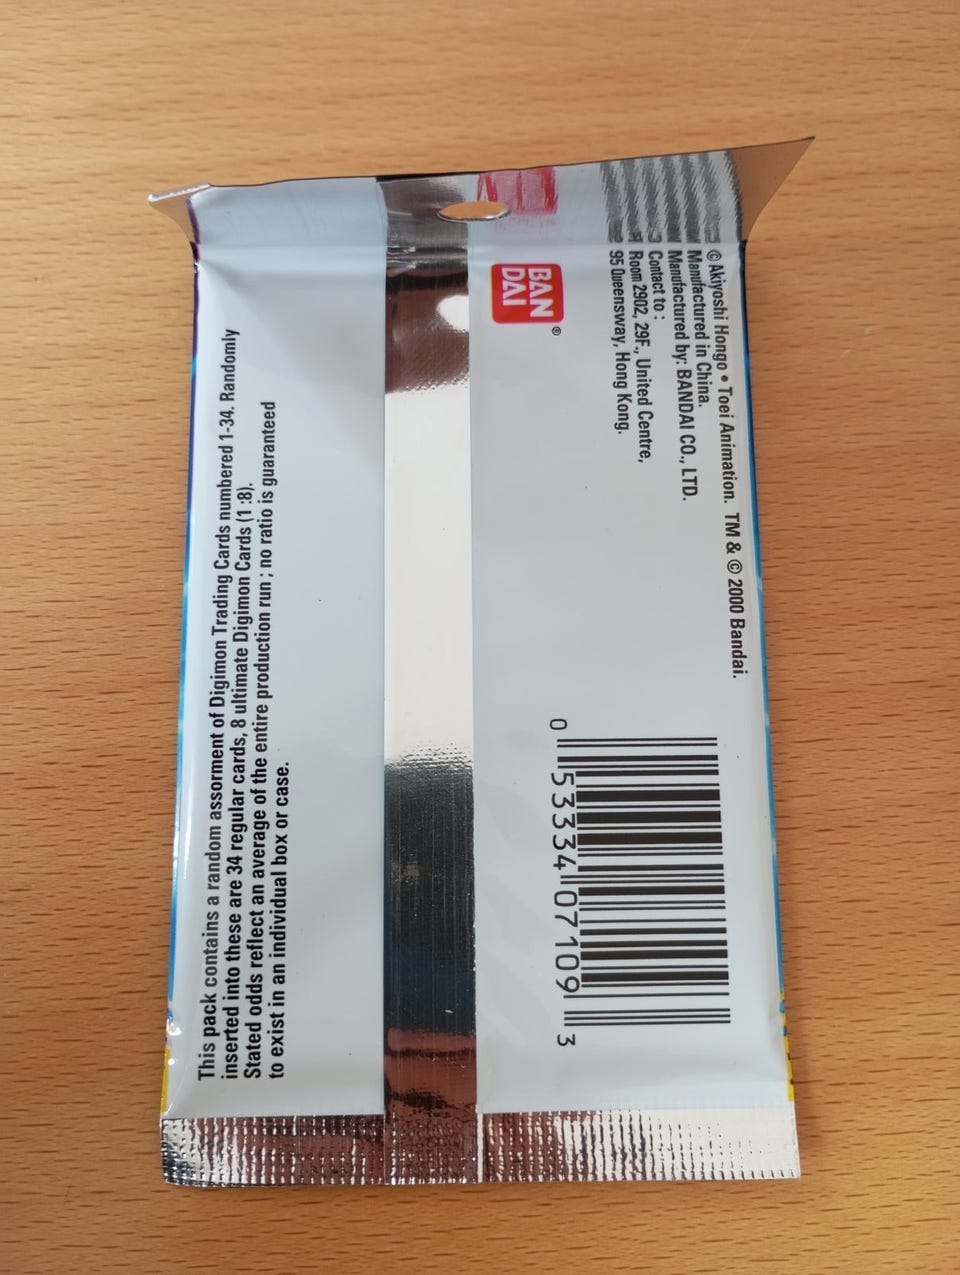 This pack contains a random assorment of Digimon Trading Cards numbered 1-34. Randomly
inserted into these are 34 regular cards, 8 ultimate Digimon Cards (1 :8).
Stated odds reflect an average of the entire production run ; no ratio is guaranteed
to exist in an individual box or case.
BAN
DAI
®
© Akiyoshi Hongo • Toei Animation. TM & © 2000 Bandai.
Manufactured in China.
Manufactured by: BANDAI CO., LTD.
Contact to :
Room 2902, 29F., United Centre,
95 Queensway, Hong Kong.
0 53334 07109 3